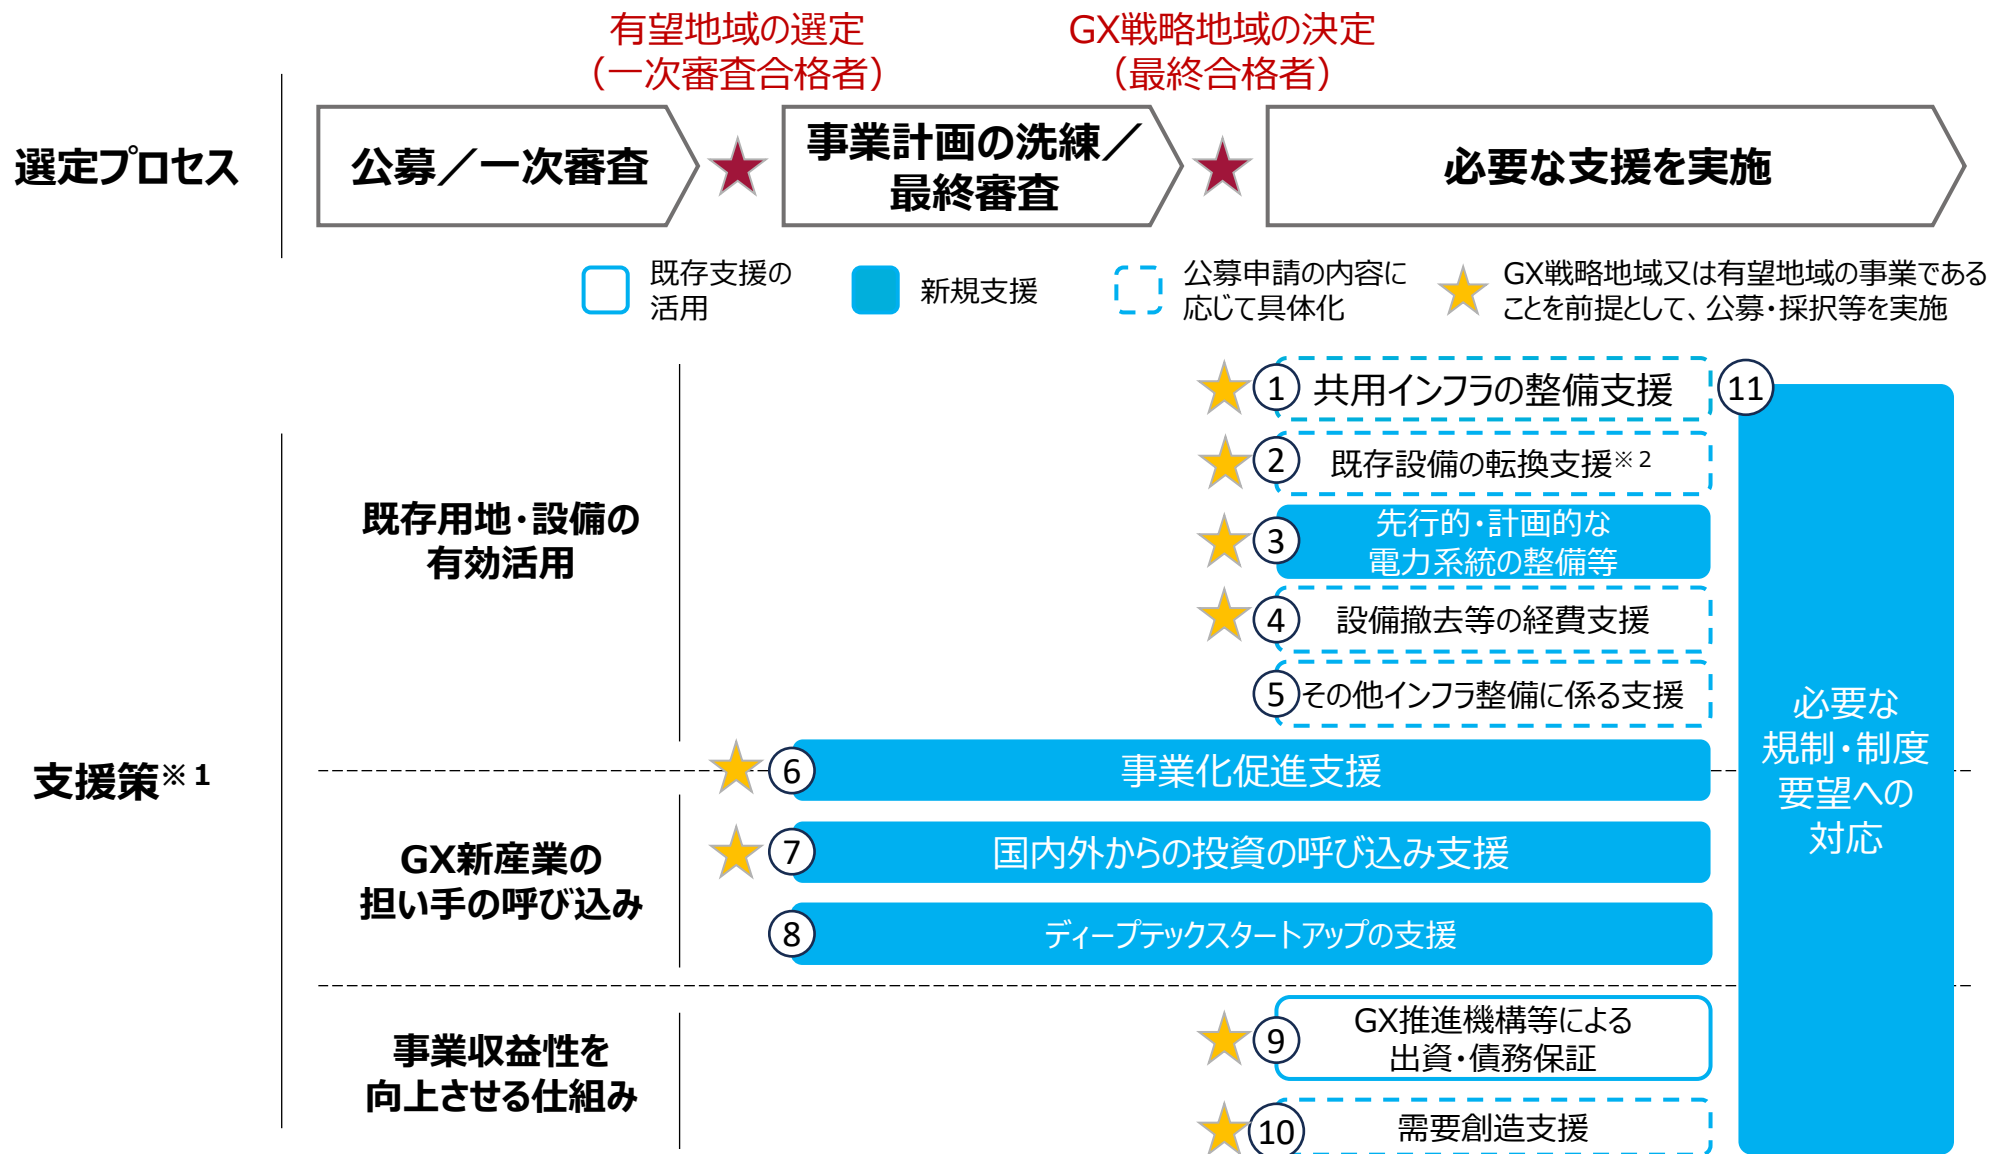 有望地域の選定
（一次審査合格者）
GX戦略地域の決定
（最終合格者）
選定プロセス
公募／一次審査
事業計画の洗練／
最終審査
必要な支援を実施
既存支援の
活用
新規支援
公募申請の内容に
応じて具体化
GX戦略地域又は有望地域の事業である
ことを前提として、公募・採択等を実施
支援策※1
既存用地・設備の
有効活用
① 共用インフラの整備支援
② 既存設備の転換支援※2
③ 先行的・計画的な
電力系統の整備等
④ 設備撤去等の経費支援
⑤ その他インフラ整備に係る支援
⑥ 事業化促進支援
GX新産業の
担い手の呼び込み
⑦ 国内外からの投資の呼び込み支援
⑧ ディープテックスタートアップの支援
事業収益性を
向上させる仕組み
⑨ GX推進機構等による
出資・債務保証
⑩ 需要創造支援
⑪
必要な
規制・制度
要望への
対応